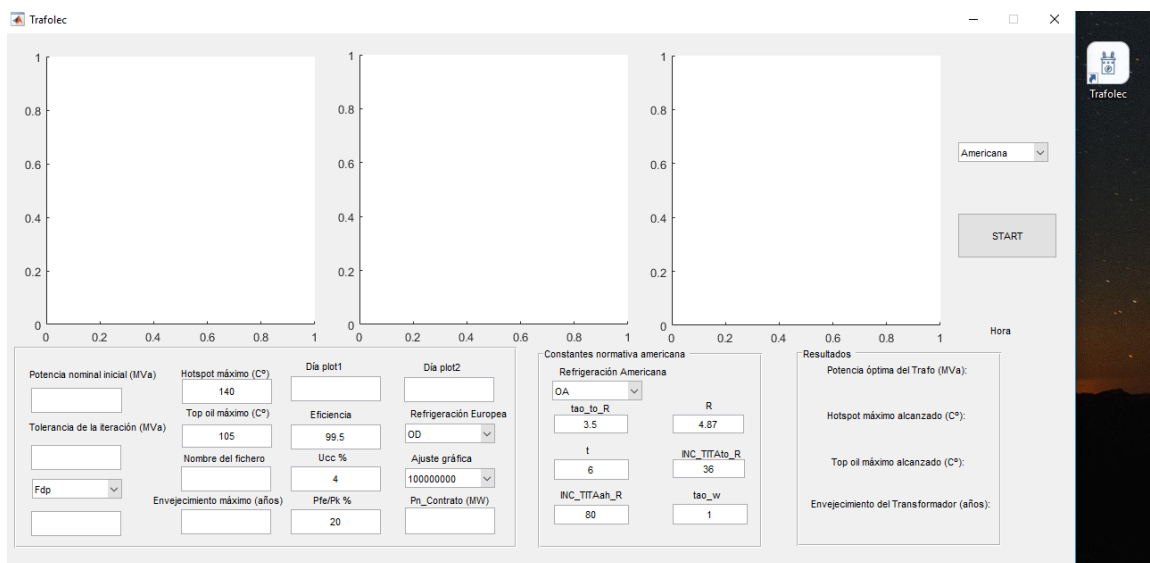 Trafolec
1
0.8
0.6
0.4
0.2
0
0 0.2 0.4 0.6 0.8 1
1
0.8
0.6
0.4
0.2
0
0 0.2 0.4 0.6 0.8 1
1
0.8
0.6
0.4
0.2
0
0 0.2 0.4 0.6 0.8 1
Americana
START
Hora
Trafolec
Potencia nominal inicial (MVa)
Tolerancia de la iteración (MVa)
Fdp
Hotspot máximo (Cº)
140
Top oil máximo (Cº)
105
Nombre del fichero
Envejecimiento máximo (años)
Día plot1
Eficiencia
99.5
Ucc %
4
Pfe/Pk %
20
Día plot2
Refrigeración Europea
OD
Ajuste gráfica
100000000
Pn_Contrato (MW)
Constantes normativa americana
Refrigeración Americana
OA
tao_to_R
3.5
R
4.87
t
6
INC_TITAto_R
36
INC_TITAah_R
80
tao_w
1
Resultados
Potencia óptima del Trafo (MVa):
Hotspot máximo alcanzado (Cº):
Top oil máximo alcanzado (Cº):
Envejecimiento del Transformador (años):